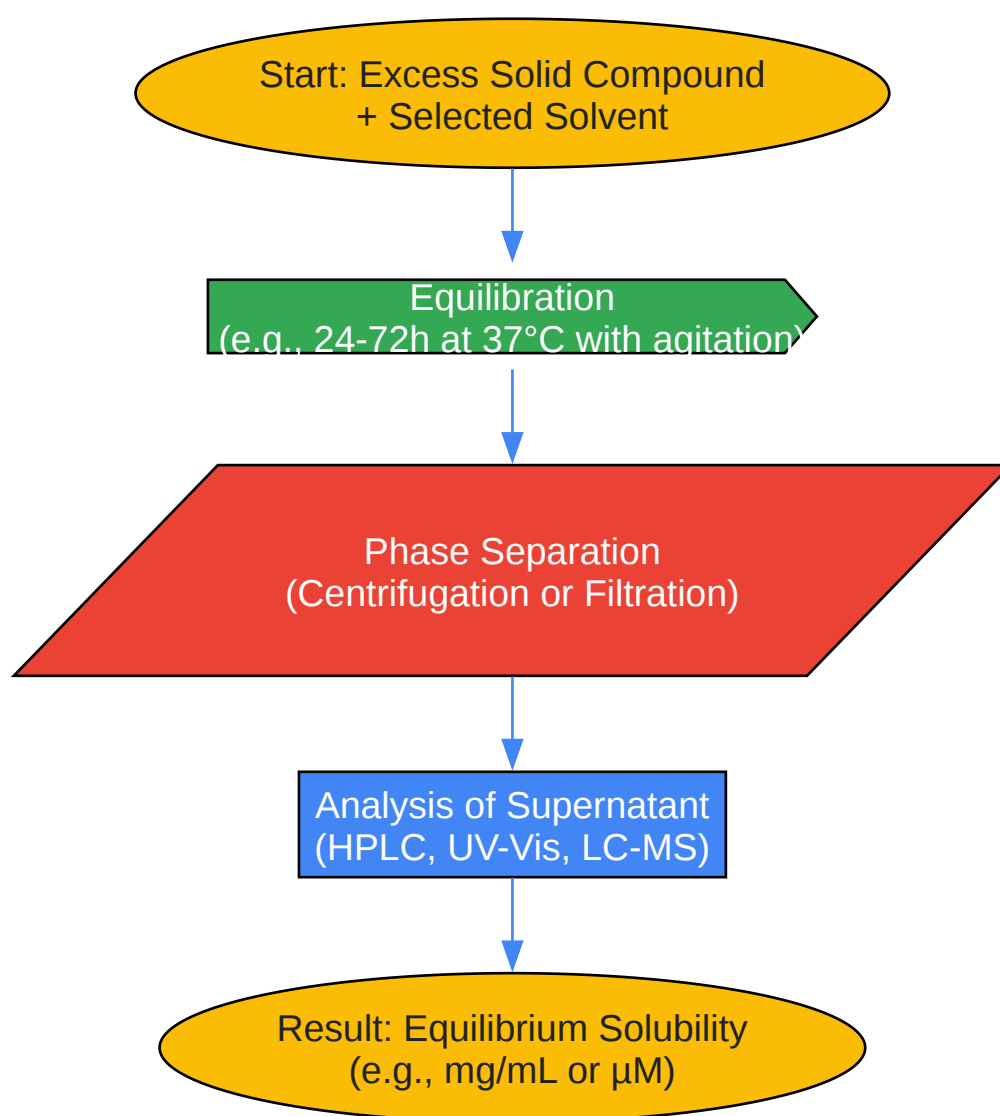 Start: Excess Solid Compound
+ Selected Solvent
Equilibration
(e.g., 24-72h at 37°C with agitation)
Phase Separation
(Centrifugation or Filtration)
Analysis of Supernatant
(HPLC, UV-Vis, LC-MS)
Result: Equilibrium Solubility
(e.g., mg/mL or µM)